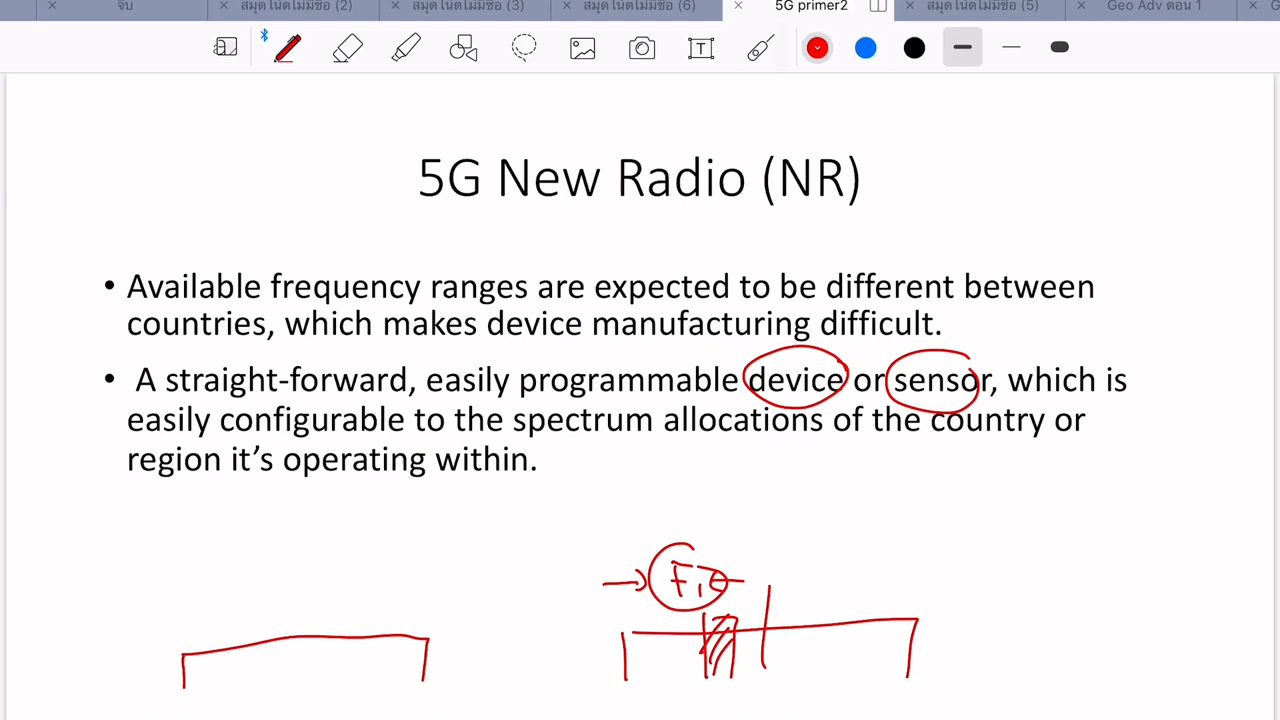 จีบ
สมุดโน้ตไม่มีชื่อ (2)
สมุดโน้ตไม่มีชื่อ (3)
สมุดโน้ตไม่มีชื่อ (6)
5G primer2
สมุดโน้ตไม่มีชื่อ (5)
Geo Adv ตอน 1
T
5G New Radio (NR)
• Available frequency ranges are expected to be different between
countries, which makes device manufacturing difficult.
• A straight-forward, easily programmable device or sensor, which is
easily configurable to the spectrum allocations of the country or
region it's operating within.